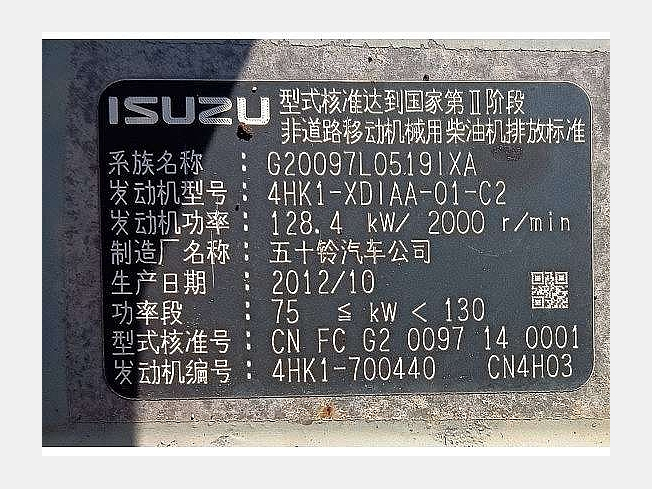 ISUZU 型式核准达到国家第Ⅱ阶段
非道路移动机械用柴油机排放标准
系族名称 : G20097L0519IXA
发动机型号 : 4HK1-XDIAA-01-C2
发动机功率 : 128.4 kW/ 2000 r/min
制造厂名称 : 五十铃汽车公司
生产日期 : 2012/10
功率段 : 75 ≦ kW < 130
型式核准号 : CN FC G2 0097 14 0001
发动机编号 : 4HK1-700440 CN4H03